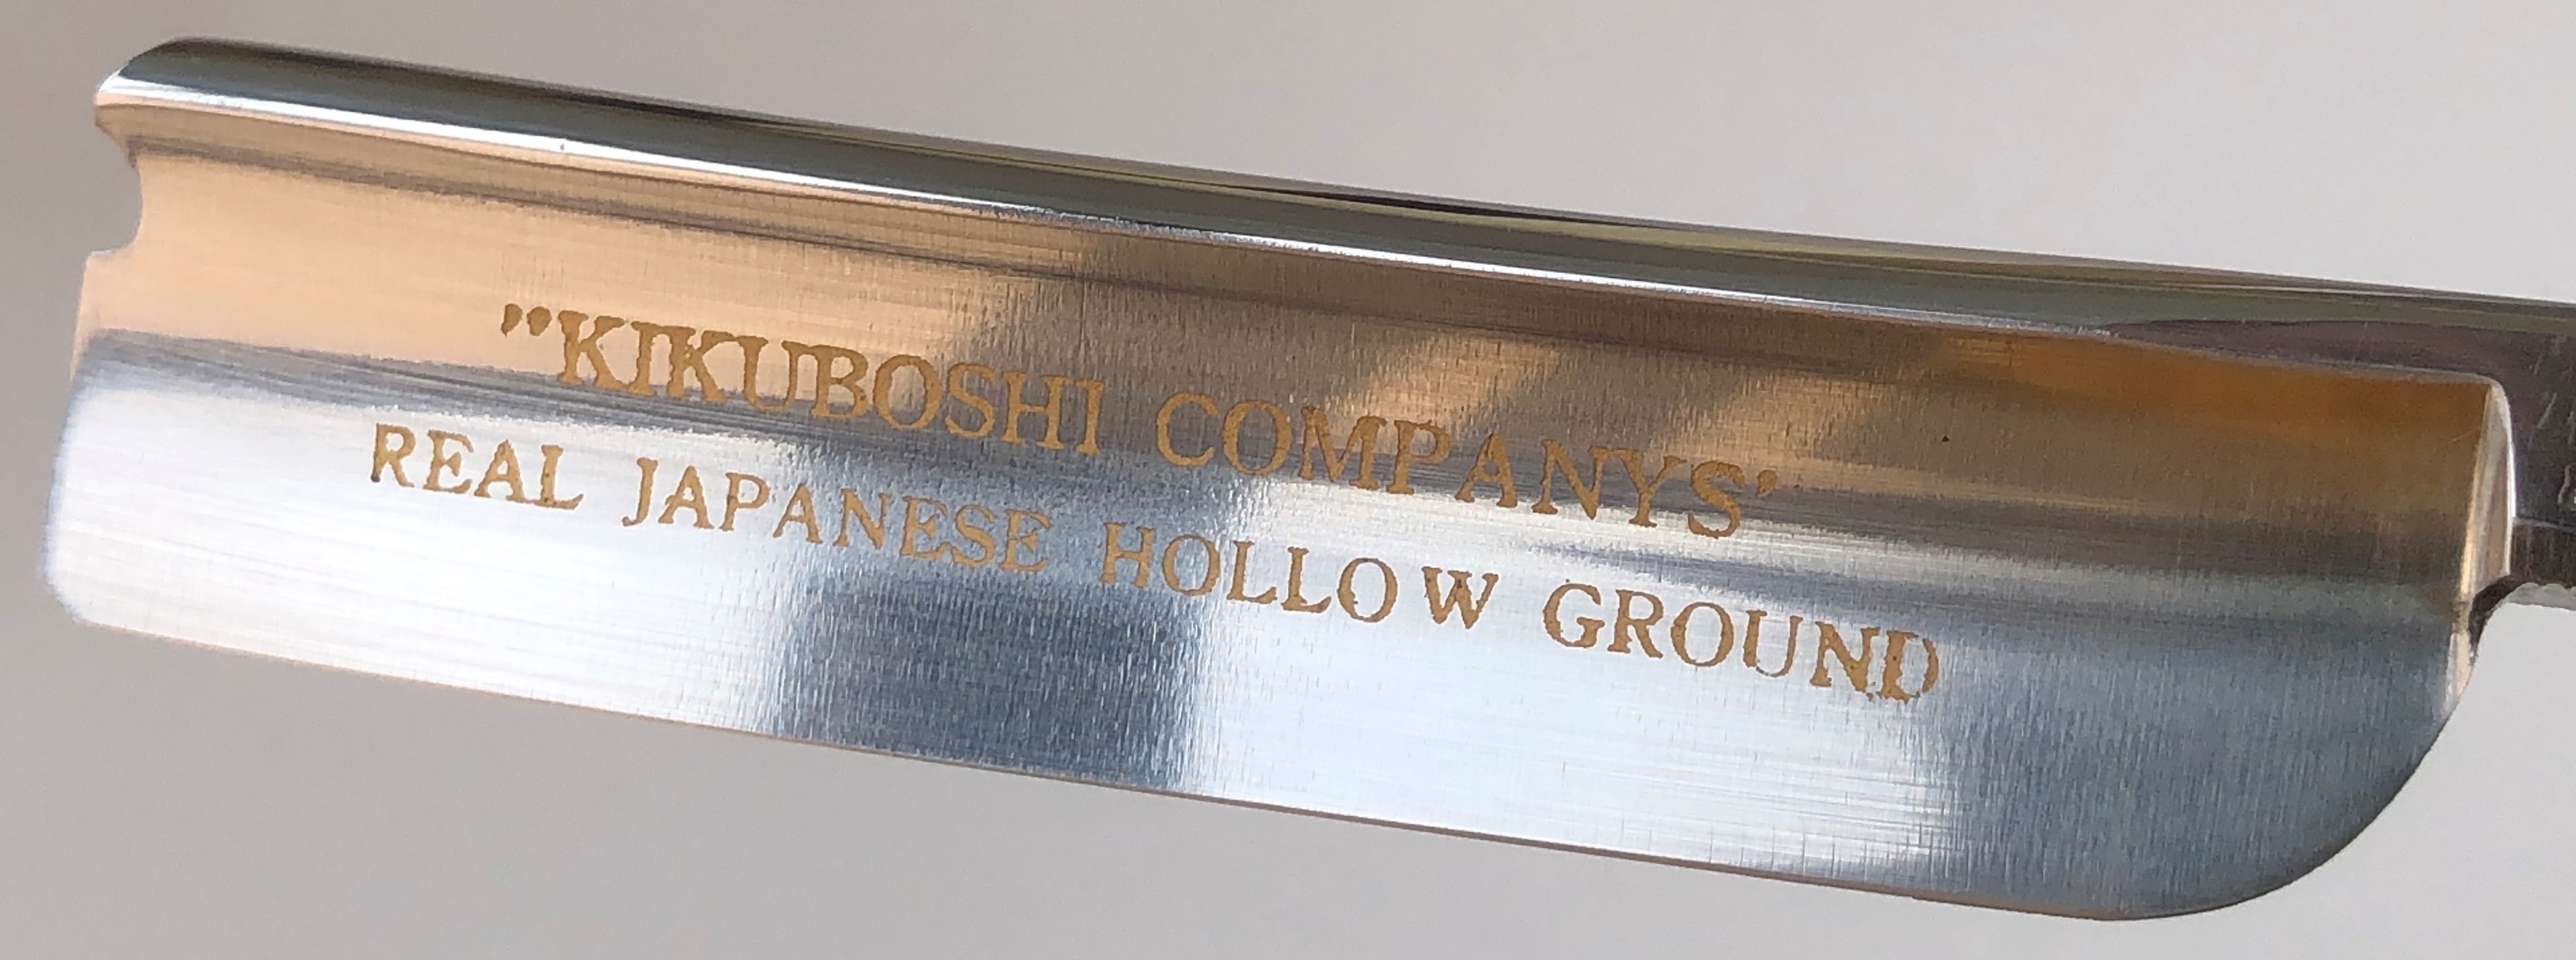 "KIKUBOSHI COMPANYS'
REAL JAPANESE HOLLOW GROUND